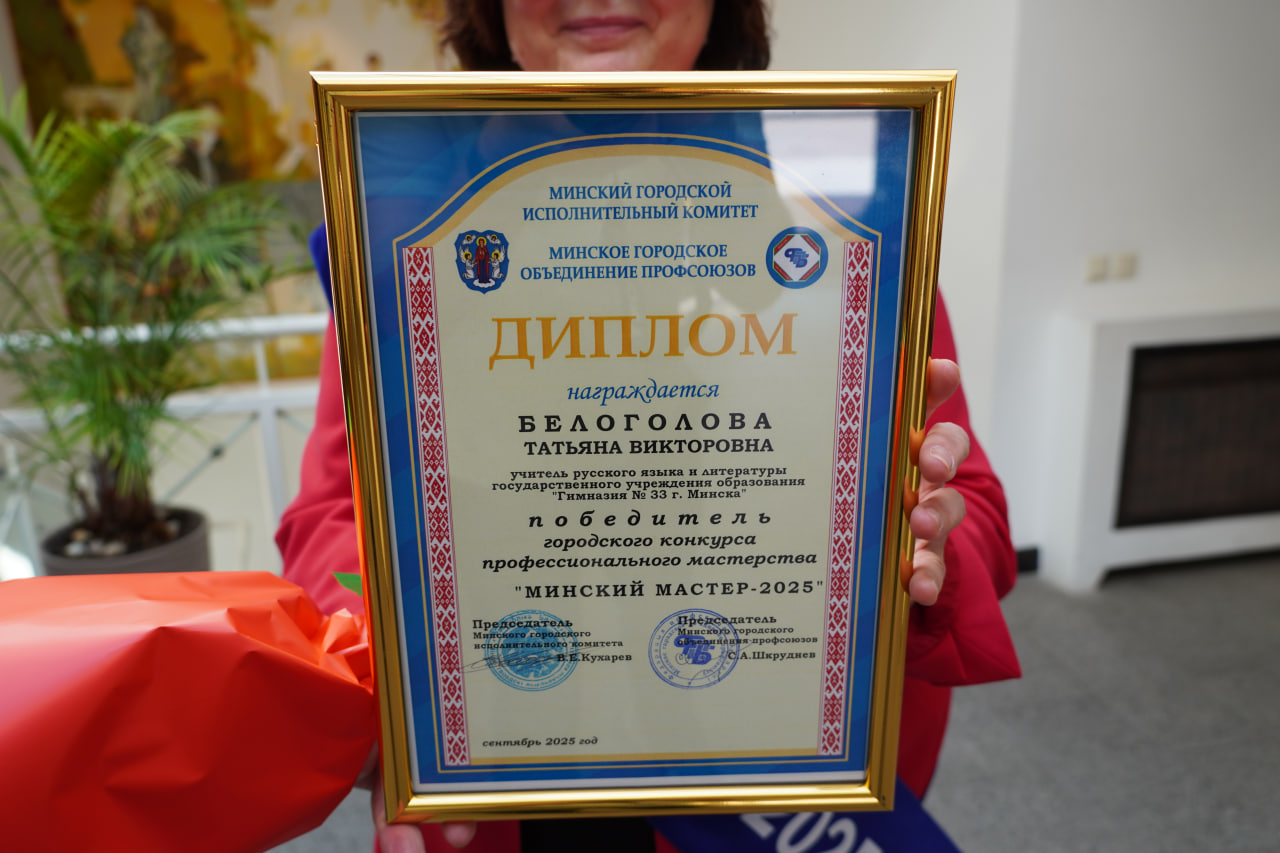 МИНСКИЙ ГОРОДСКОЙ
ИСПОЛНИТЕЛЬНЫЙ КОМИТЕТ
МИНСКОЕ ГОРОДСКОЕ
ОБЪЕДИНЕНИЕ ПРОФСОЮЗОВ
ДИПЛОМ
награждается
БЕЛОГОЛОВА
ТАТЬЯНА ВИКТОРОВНА
учитель русского языка и литературы
государственного учреждения образования
"Гимназия № 33 г. Минска"
победитель
городского конкурса
профессионального мастерства
"МИНСКИЙ МАСТЕР-2025"
Председатель
Минского городского
исполнительного комитета
В.Е.Кухарев
Председатель
Минского городского
объединения профсоюзов
С.А.Шкруднев
сентябрь 2025 год
2025